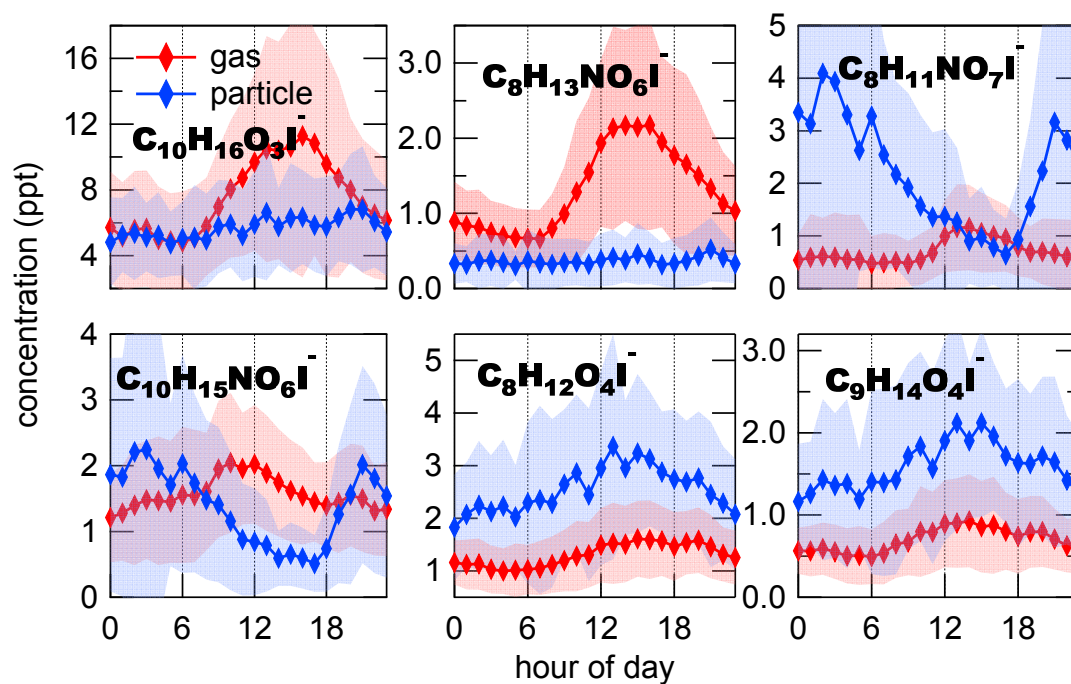 concentration (ppt)
16
12
8
4
gas
particle
C₁₀H₁₆O₃I⁻
3.0
2.0
1.0
0.0
C₈H₁₃NO₆I⁻
5
4
3
2
1
0
C₈H₁₁NO₇I⁻
4
3
2
1
0
C₁₀H₁₅NO₆I⁻
0 6 12 18
5
4
3
2
1
C₈H₁₂O₄I⁻
0 6 12 18
3.0
2.0
1.0
0.0
C₉H₁₄O₄I⁻
0 6 12 18
hour of day